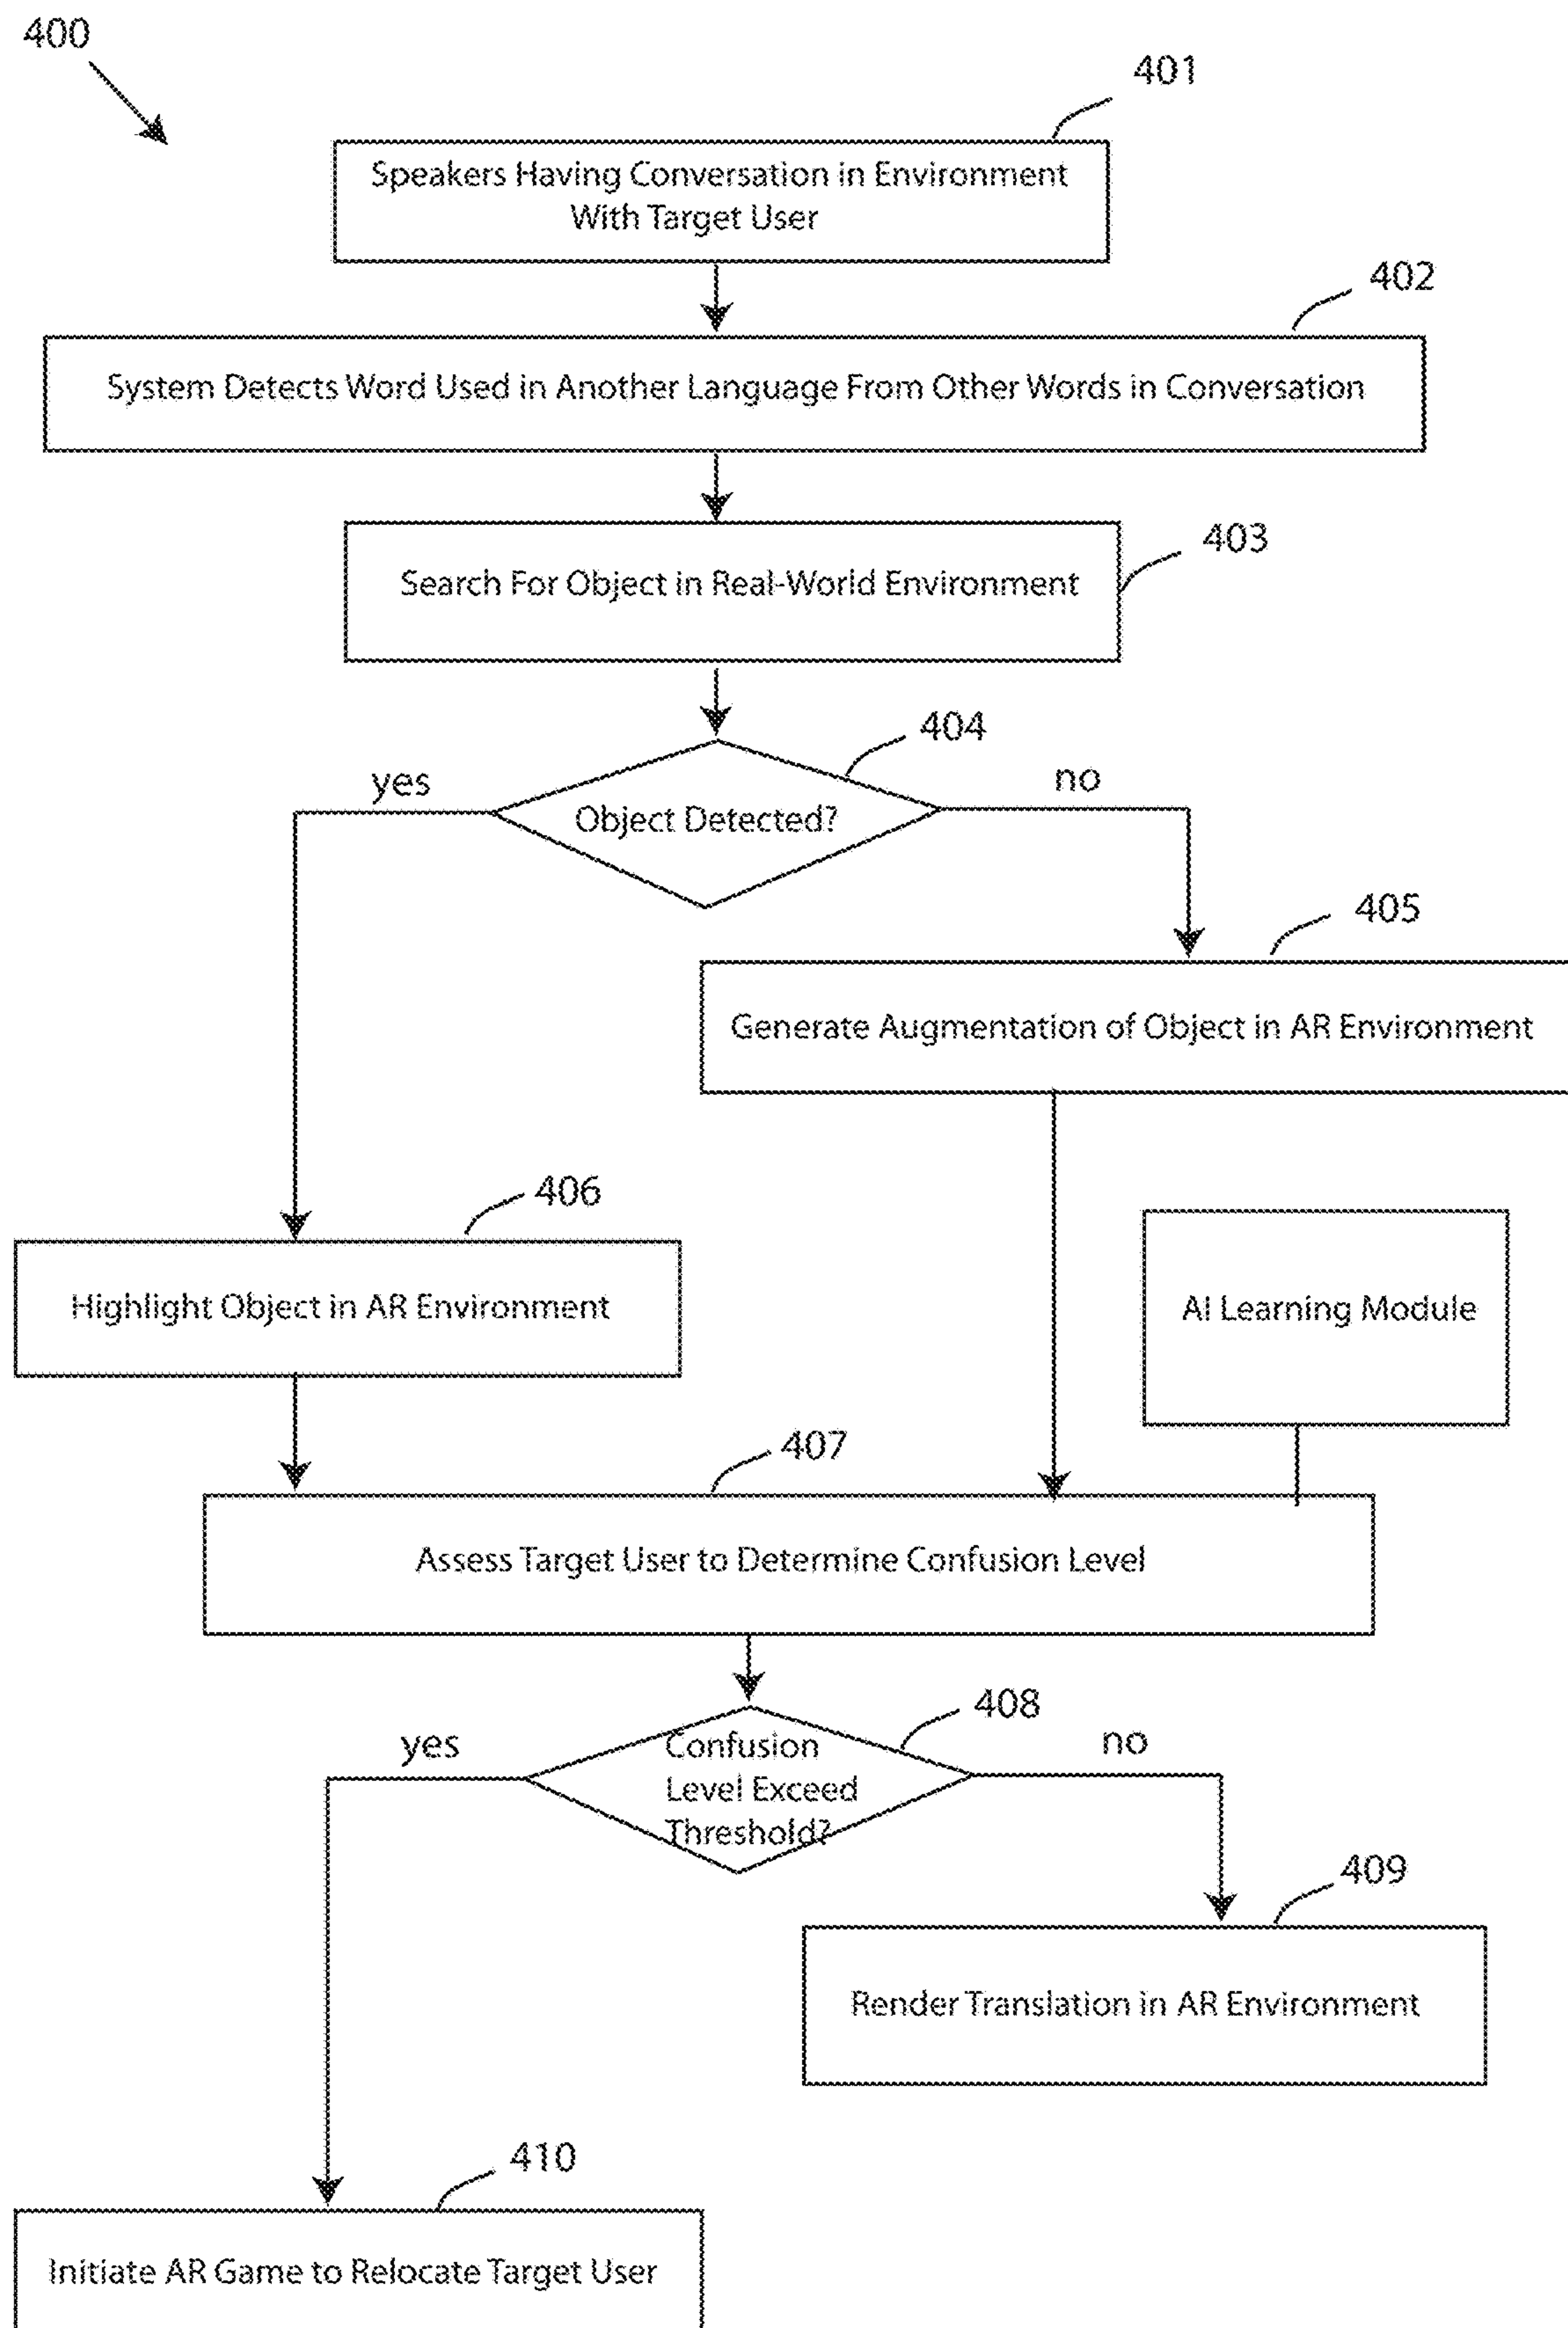 400
401
Speakers Having Conversation in Environment
With Target User
402
System Detects Word Used in Another Language From Other Words in Conversation
403
Search For Object in Real-World Environment
404
yes
no
Object Detected?
405
Generate Augmentation of Object in AR Environment
406
Highlight Object in AR Environment
AI Learning Module
407
Assess Target User to Determine Confusion Level
408
yes
no
Confusion
Level Exceed
Threshold?
409
Render Translation in AR Environment
410
Initiate AR Game to Relocate Target User